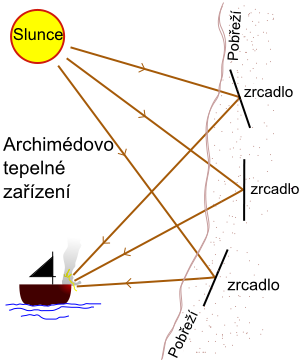 Slunce
Pobřeží
zrcadlo
Archimédovo
tepelné
zařízení
zrcadlo
zrcadlo
Pobřeží